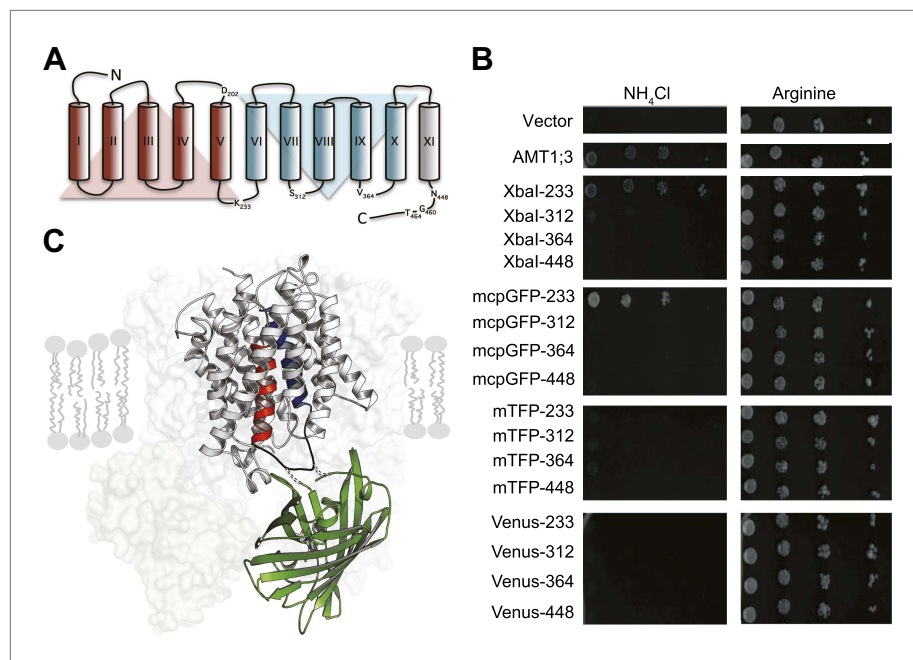 A
N
D202
I II III IV V VI VII VIII IX X XI
K233
S312
V364
N448
C T464 G460
B
NH4Cl Arginine
Vector
AMT1;3
XbaI-233
XbaI-312
XbaI-364
XbaI-448
mcpGFP-233
mcpGFP-312
mcpGFP-364
mcpGFP-448
mTFP-233
mTFP-312
mTFP-364
mTFP-448
Venus-233
Venus-312
Venus-364
Venus-448
C